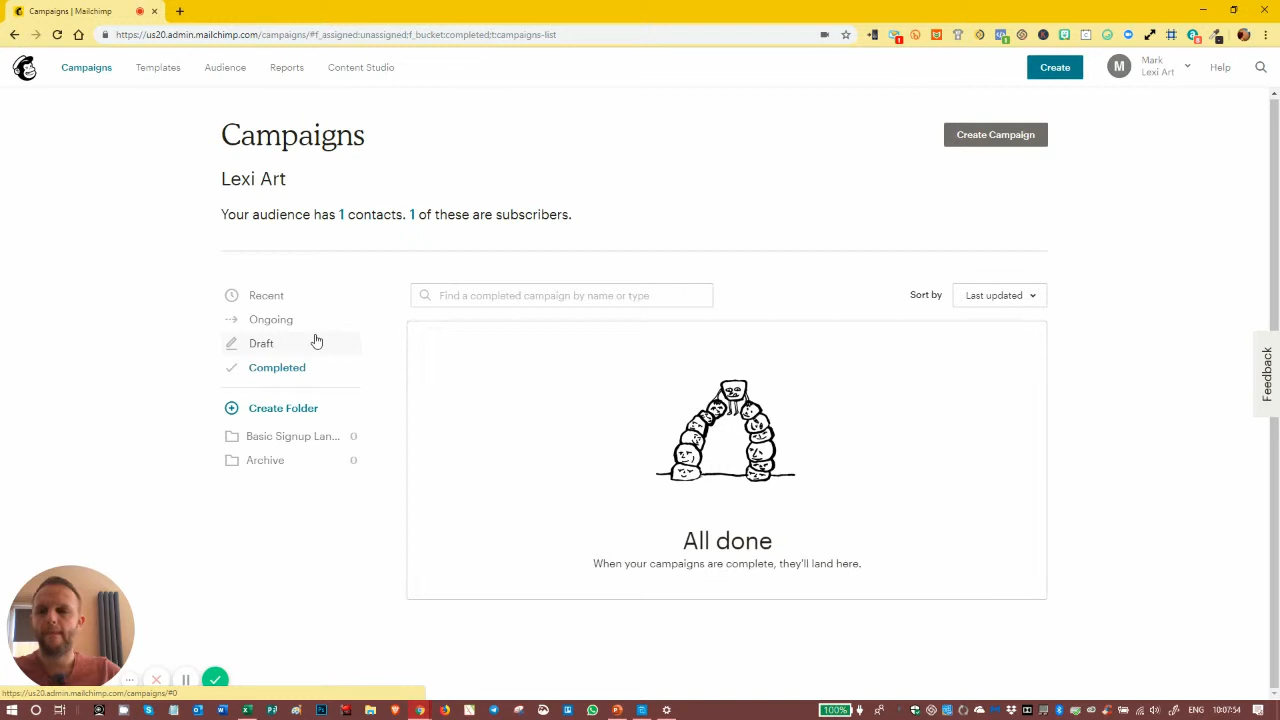 Campaigns | Mailchimp
https://us20.admin.mailchimp.com/campaigns/#f_assigned:unassigned;f_bucket:completed;t:campaigns-list
Campaigns Templates Audience Reports Content Studio Create M Mark Help
Lexi Art
Campaigns
Create Campaign
Lexi Art
Your audience has 1 contacts. 1 of these are subscribers.
Recent
Find a completed campaign by name or type
Sort by Last updated
Ongoing
Draft
Completed
Create Folder
Basic Signup Lan... 0
Archive 0
All done
When your campaigns are complete, they'll land here.
Feedback
https://us20.admin.mailchimp.com/campaigns/#0
100% 10:07:54